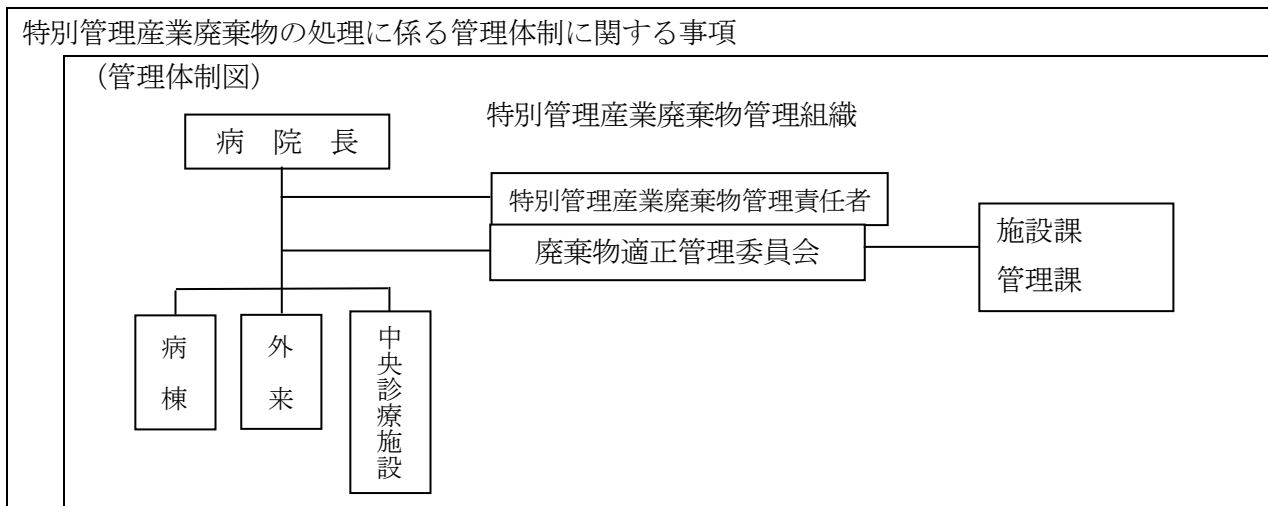 特別管理産業廃棄物の処理に係る管理体制に関する事項
（管理体制図）
特別管理産業廃棄物管理組織
病　院　長
特別管理産業廃棄物管理責任者
廃棄物適正管理委員会
施設課
管理課
病棟
外来
中央診療施設